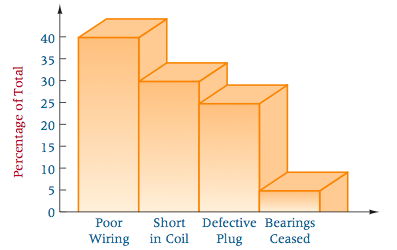 Percentage of Total
40
35
30
25
20
15
10
5
0
Poor Wiring
Short in Coil
Defective Plug
Bearings Ceased